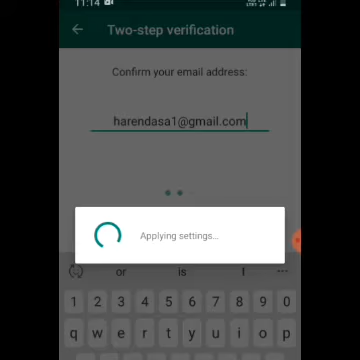 11:14
Two-step verification
Confirm your email address:
harendasa1@gmail.com
Applying settings...
or is I
1 2 3 4 5 6 7 8 9 0
q w e r t y u i o p